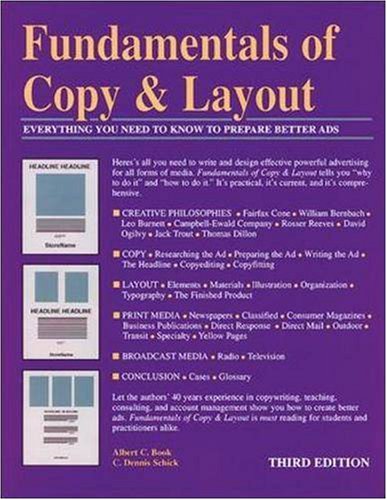 Fundamentals of
Copy & Layout
EVERYTHING YOU NEED TO KNOW TO PREPARE BETTER ADS
HEADLINE HEADLINE
StoreName
HEADLINE HEADLINE
StoreName
Here's all you need to write and design effective powerful advertising
for all forms of media. Fundamentals of Copy & Layout tells you "why
to do it" and "how to do it." It's practical, it's current, and it's compre-
hensive.
■ CREATIVE PHILOSOPHIES • Fairfax Cone • William Bernbach •
Leo Burnett • Campbell-Ewald Company • Rosser Reeves • David
Ogilvy • Jack Trout • Thomas Dillon
■ COPY • Researching the Ad • Preparing the Ad • Writing the Ad •
The Headline • Copyediting • Copyfitting
■ LAYOUT • Elements • Materials • Illustration • Organization •
Typography • The Finished Product
■ PRINT MEDIA • Newspapers • Classified • Consumer Magazines •
Business Publications • Direct Response • Direct Mail • Outdoor •
Transit • Specialty • Yellow Pages
■ BROADCAST MEDIA • Radio • Television
■ CONCLUSION • Cases • Glossary
Let the authors' 40 years experience in copywriting, teaching,
consulting, and account management show you how to create better
ads. Fundamentals of Copy & Layout is must reading for students and
practitioners alike.
Albert C. Book
C. Dennis Schick
THIRD EDITION